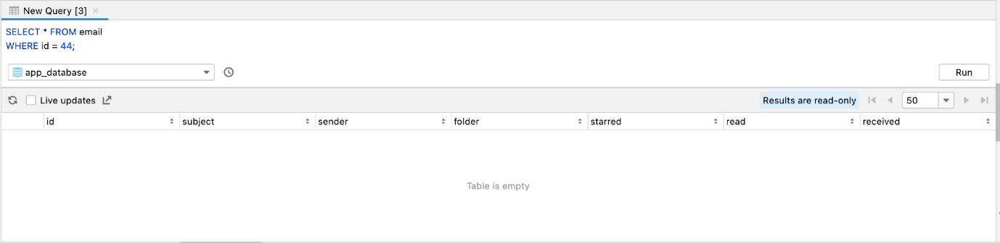 New Query [3]
SELECT * FROM email
WHERE id = 44;
app_database
Run
Live updates
Results are read-only
50
id subject sender folder starred read received
Table is empty